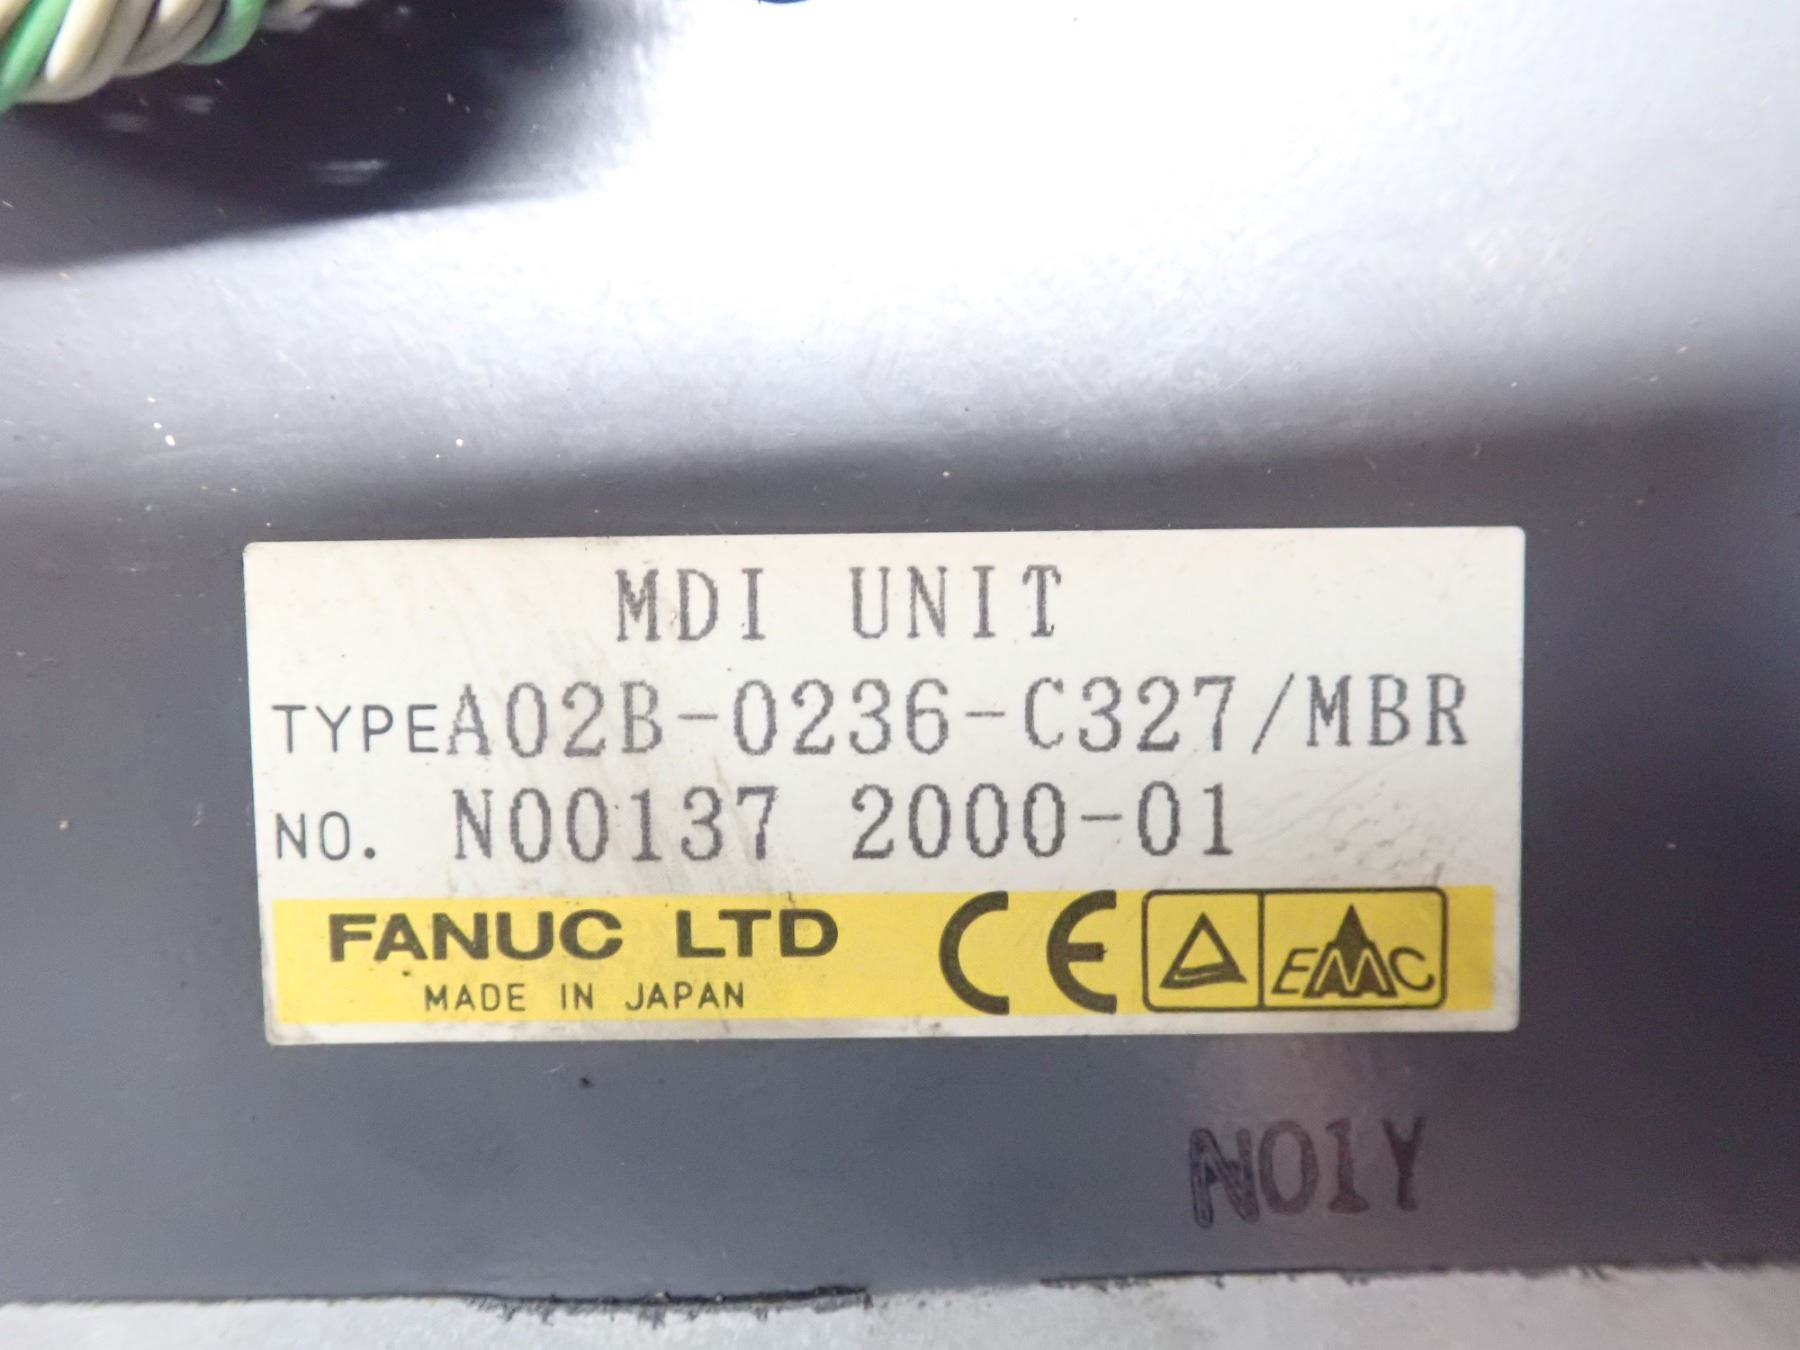 MDI UNIT
TYPE A02B-0236-C327/MBR
NO. N00137 2000-01
FANUC LTD CE EMC
MADE IN JAPAN
N01Y